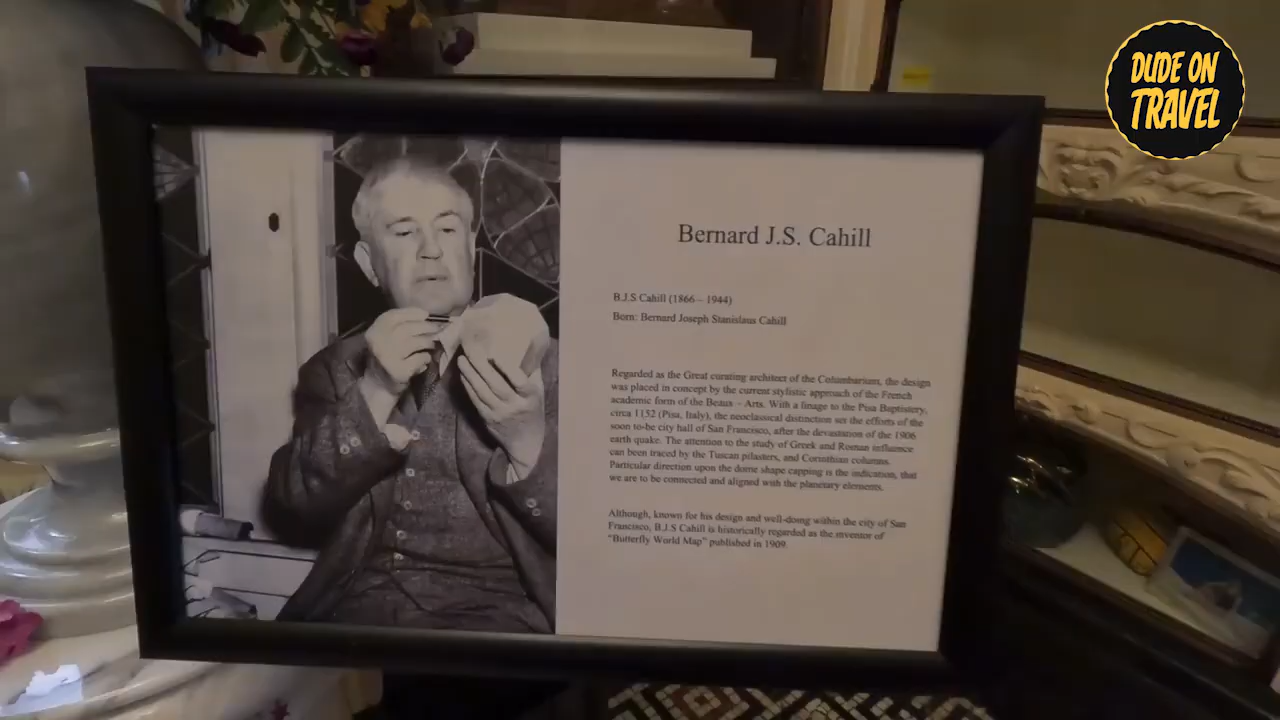 DUDE ON
TRAVEL
Bernard J.S. Cahill
B.J.S Cahill (1866 – 1944)
Born: Bernard Joseph Stanislaus Cahill
Regarded as the Great curating architect of the Columbarium, the design
was placed in concept by the current stylistic approach of the French
academic form of the Beaux – Arts. With a linage to the Pisa Baptistery,
circa 1152 (Pisa, Italy), the neoclassical distinction set the efforts of the
soon to-be city hall of San Francisco, after the devastation of the 1906
earth quake. The attention to the study of Greek and Roman influence
can been traced by the Tuscan pilasters, and Corinthian columns.
Particular direction upon the dome shape capping is the indication, that
we are to be connected and aligned with the planetary elements.
Although, known for his design and well-doing within the city of San
Francisco, B.J.S Cahill is historically regarded as the inventor of
"Butterfly World Map" published in 1909.